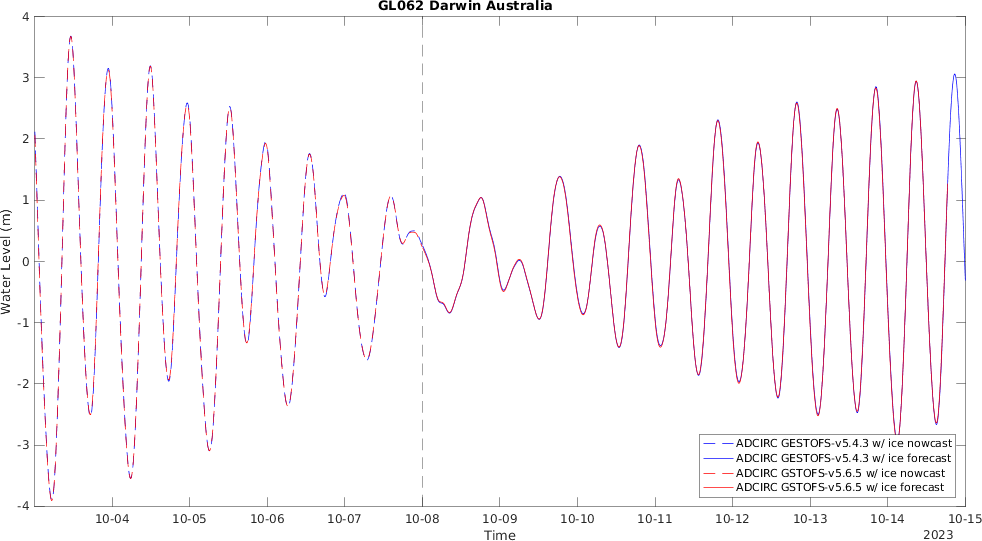 GL062 Darwin Australia
4
3
2
1
0
-1
-2
-3
-4
Water Level (m)
ADCIRC GESTOFS-v5.4.3 w/ ice nowcast
ADCIRC GESTOFS-v5.4.3 w/ ice forecast
ADCIRC GSTOFS-v5.6.5 w/ ice nowcast
ADCIRC GSTOFS-v5.6.5 w/ ice forecast
10-04 10-05 10-06 10-07 10-08 10-09 10-10 10-11 10-12 10-13 10-14 10-15
Time
2023